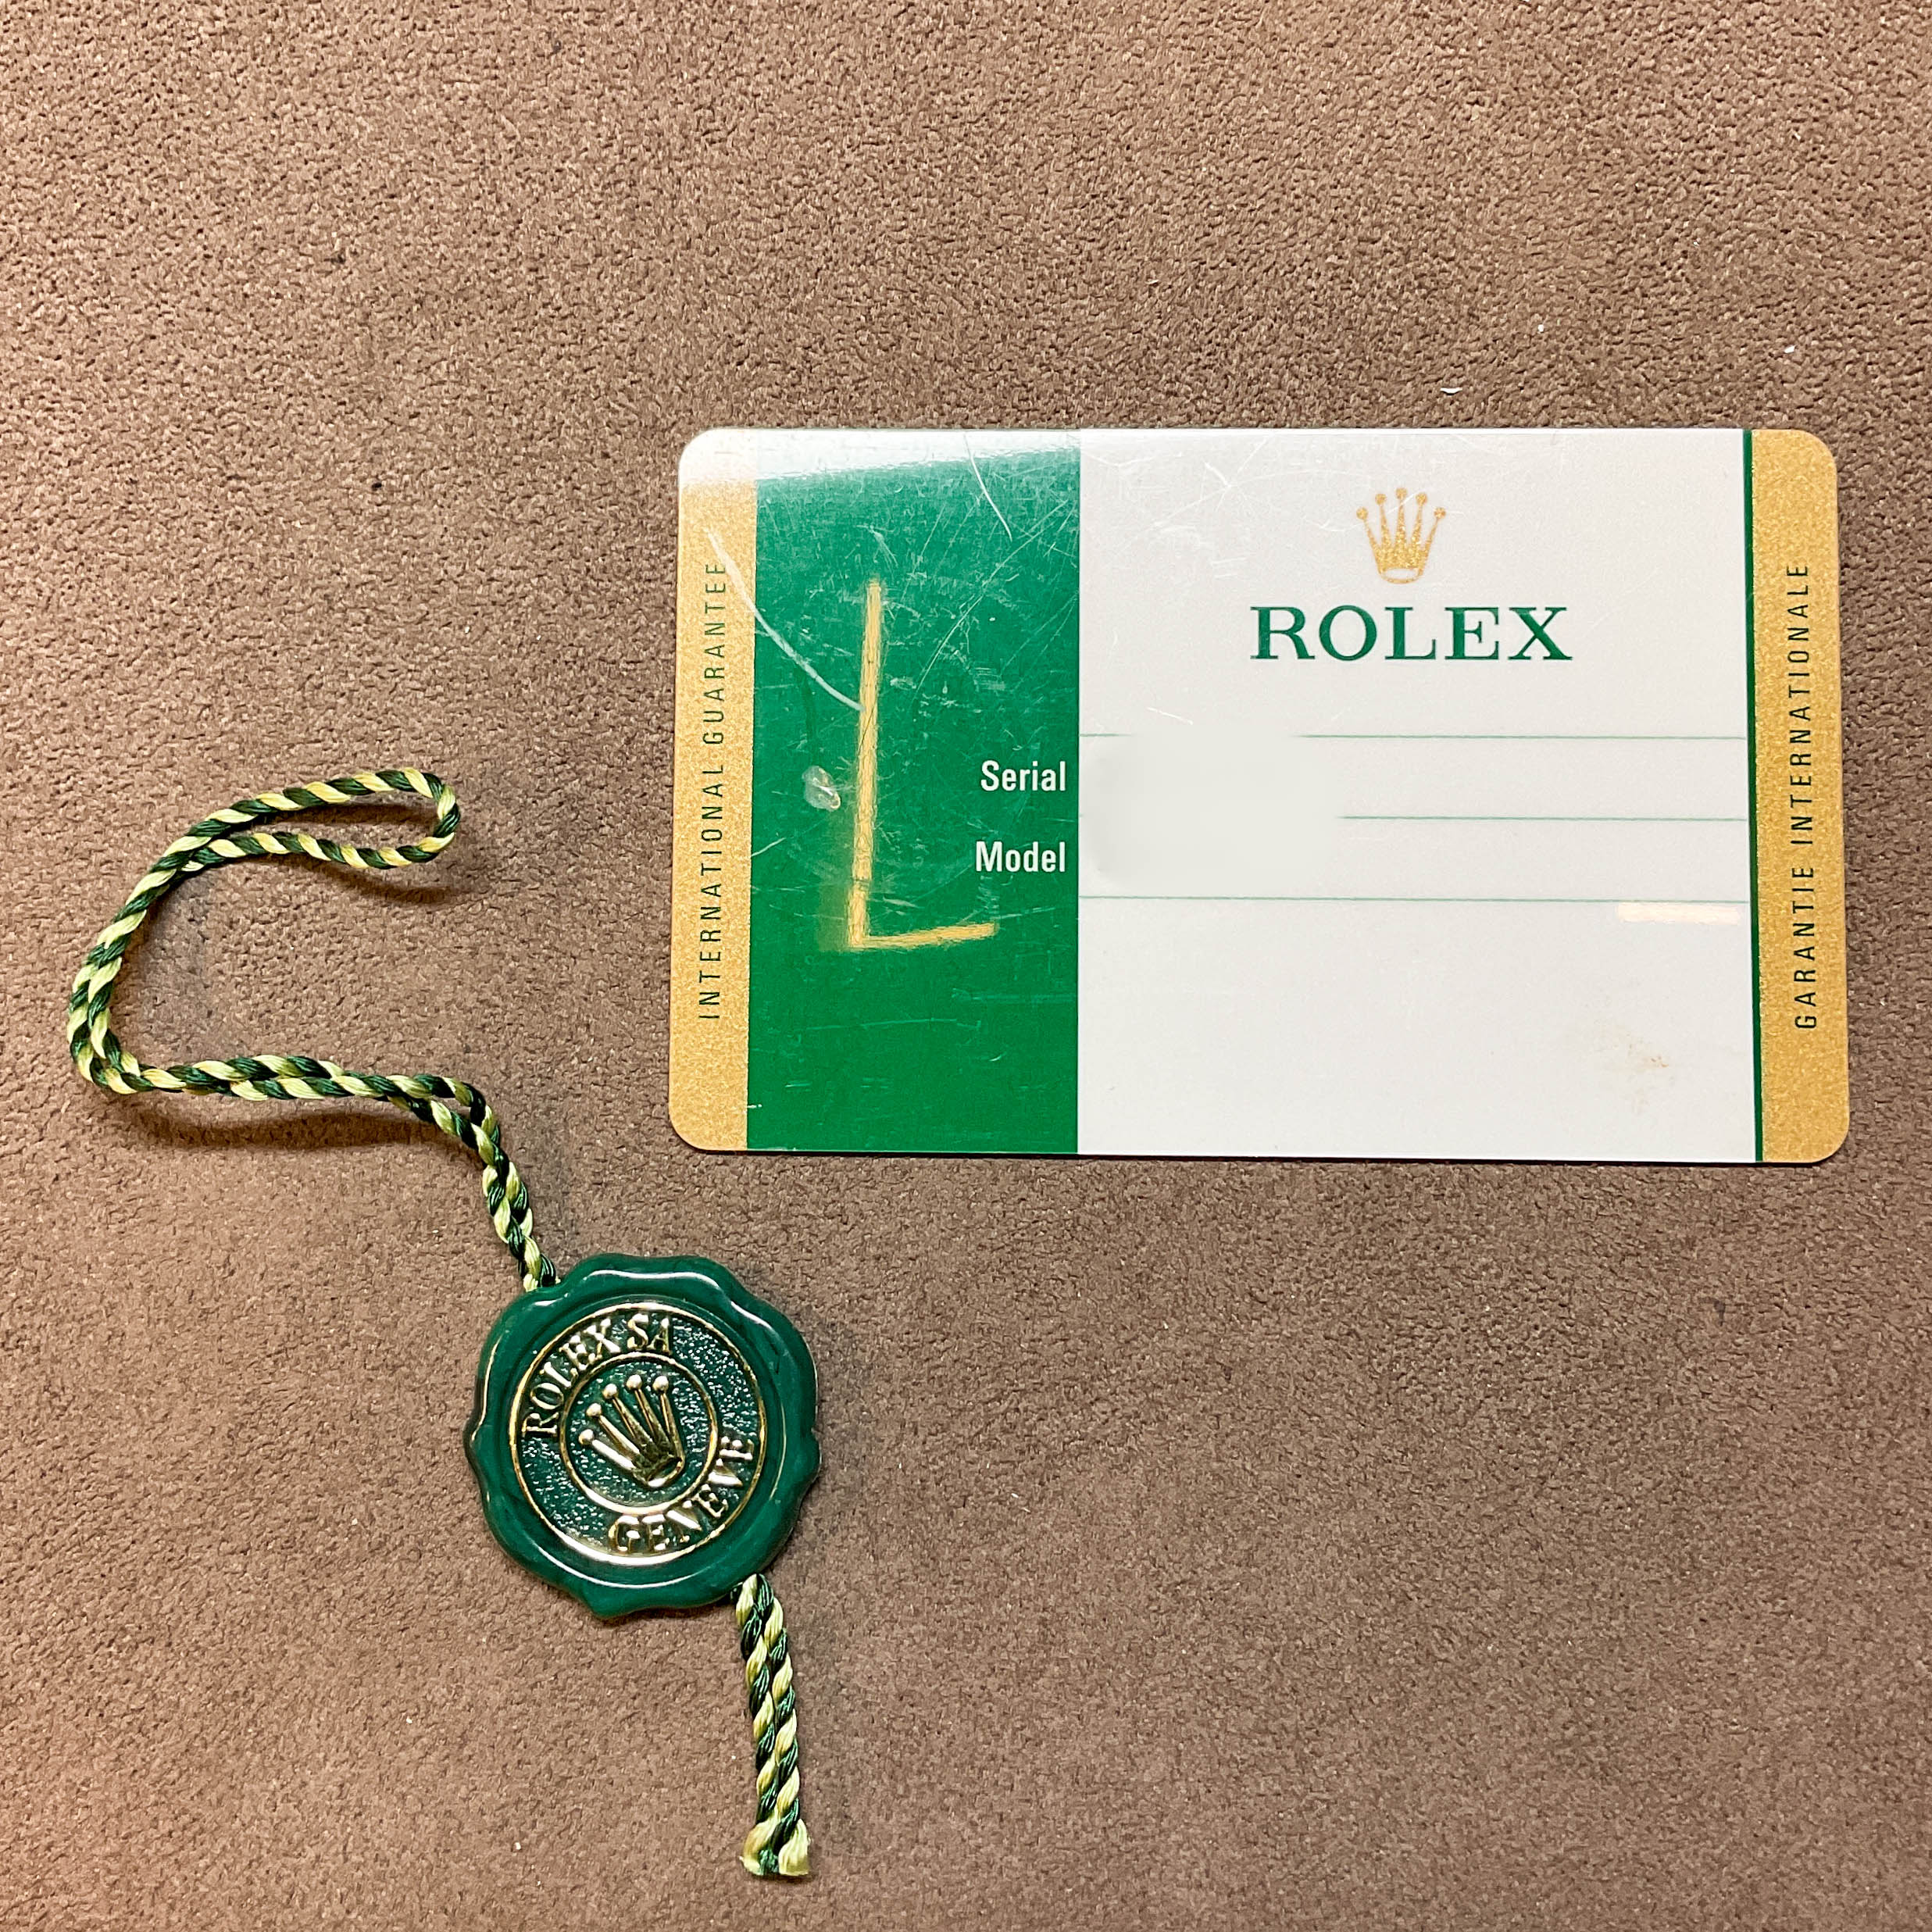 INTERNATIONAL GUARANTEE
ROLEX
Serial
Model
GARANTIE INTERNATIONALE
ROLEX SA
GENEVE